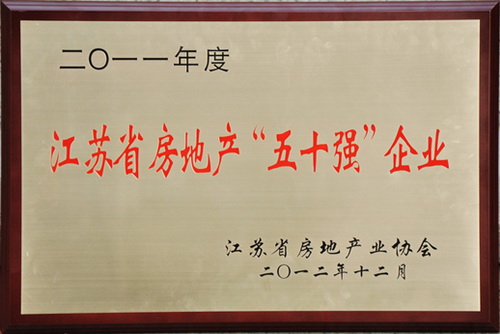 二〇一一年度
江苏省房地产“五十强”企业
江苏省房地产业协会
二〇一二年十二月